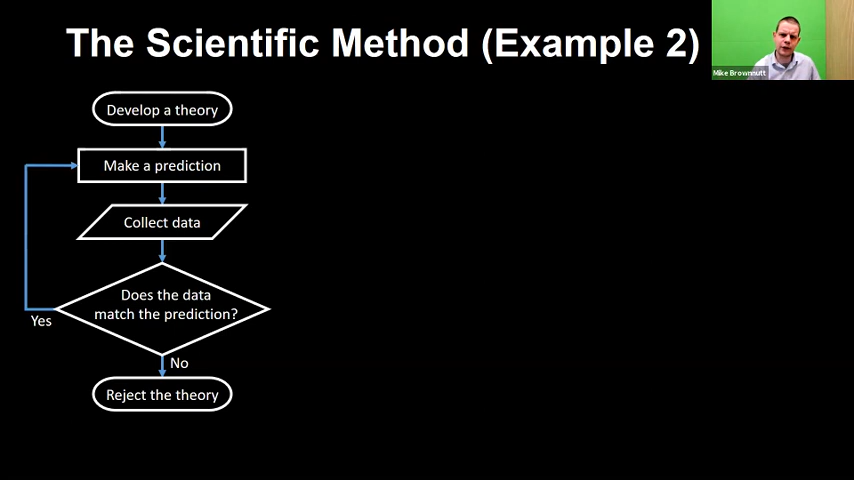 The Scientific Method (Example 2)
Mike Brownnutt
Develop a theory
Make a prediction
Collect data
Does the data
match the prediction?
Yes
No
Reject the theory